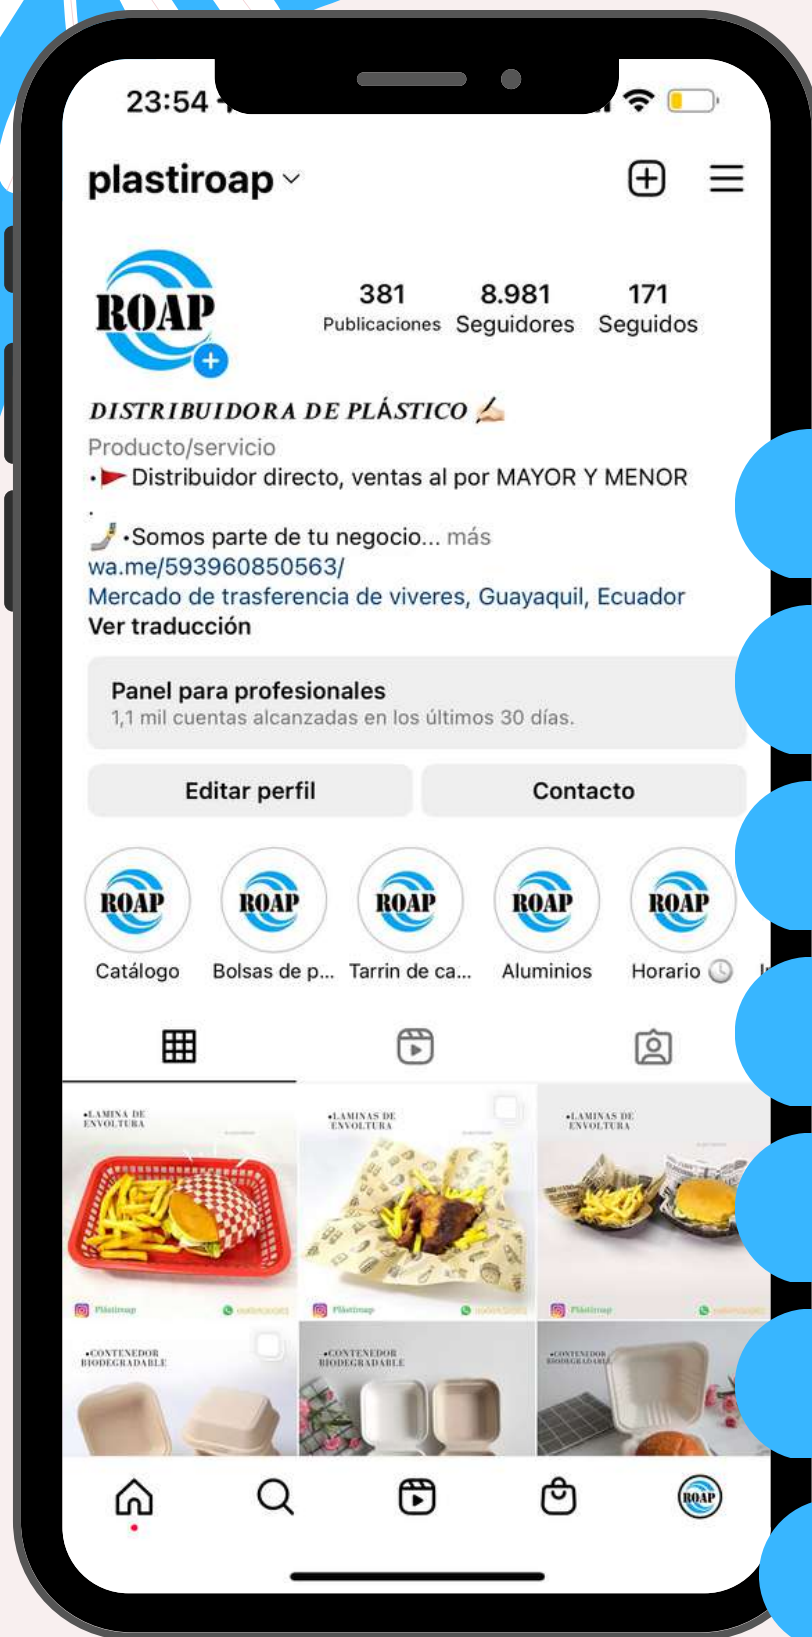 23:54
plastiroap
ROAP
381 8.981 171
Publicaciones Seguidores Seguidos
DISTRIBUIDORA DE PLÁSTICO
Producto/servicio
•🚩Distribuidor directo, ventas al por MAYOR Y MENOR
.
🤳•Somos parte de tu negocio... más
wa.me/593960850563/
Mercado de trasferencia de viveres, Guayaquil, Ecuador
Ver traducción
Panel para profesionales
1,1 mil cuentas alcanzadas en los últimos 30 días.
Editar perfil Contacto
ROAP ROAP ROAP ROAP ROAP
Catálogo Bolsas de p... Tarrin de ca... Aluminios Horario
•LAMINA DE ENVOLTURA
•LAMINAS DE ENVOLTURA
•LAMINAS DE ENVOLTURA
Plastiroap Plastiroap Plastiroap
•CONTENEDOR BIODEGRADABLE
•CONTENEDOR BIODEGRADABLE
•CONTENEDOR BIODEGRADABLE
ROAP